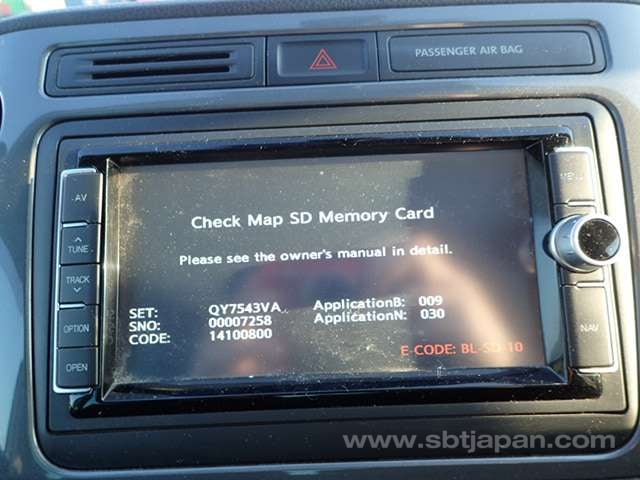 PASSENGER AIR BAG
AV
TUNE
TRACK
OPTION
OPEN
MENU
NAV
Check Map SD Memory Card
Please see the owner's manual in detail.
SET: QY7543VA ApplicationB: 009
SNO: 00007258 ApplicationN: 030
CODE: 14100800
E-CODE: BL-SD-10
www.sbtjapan.com